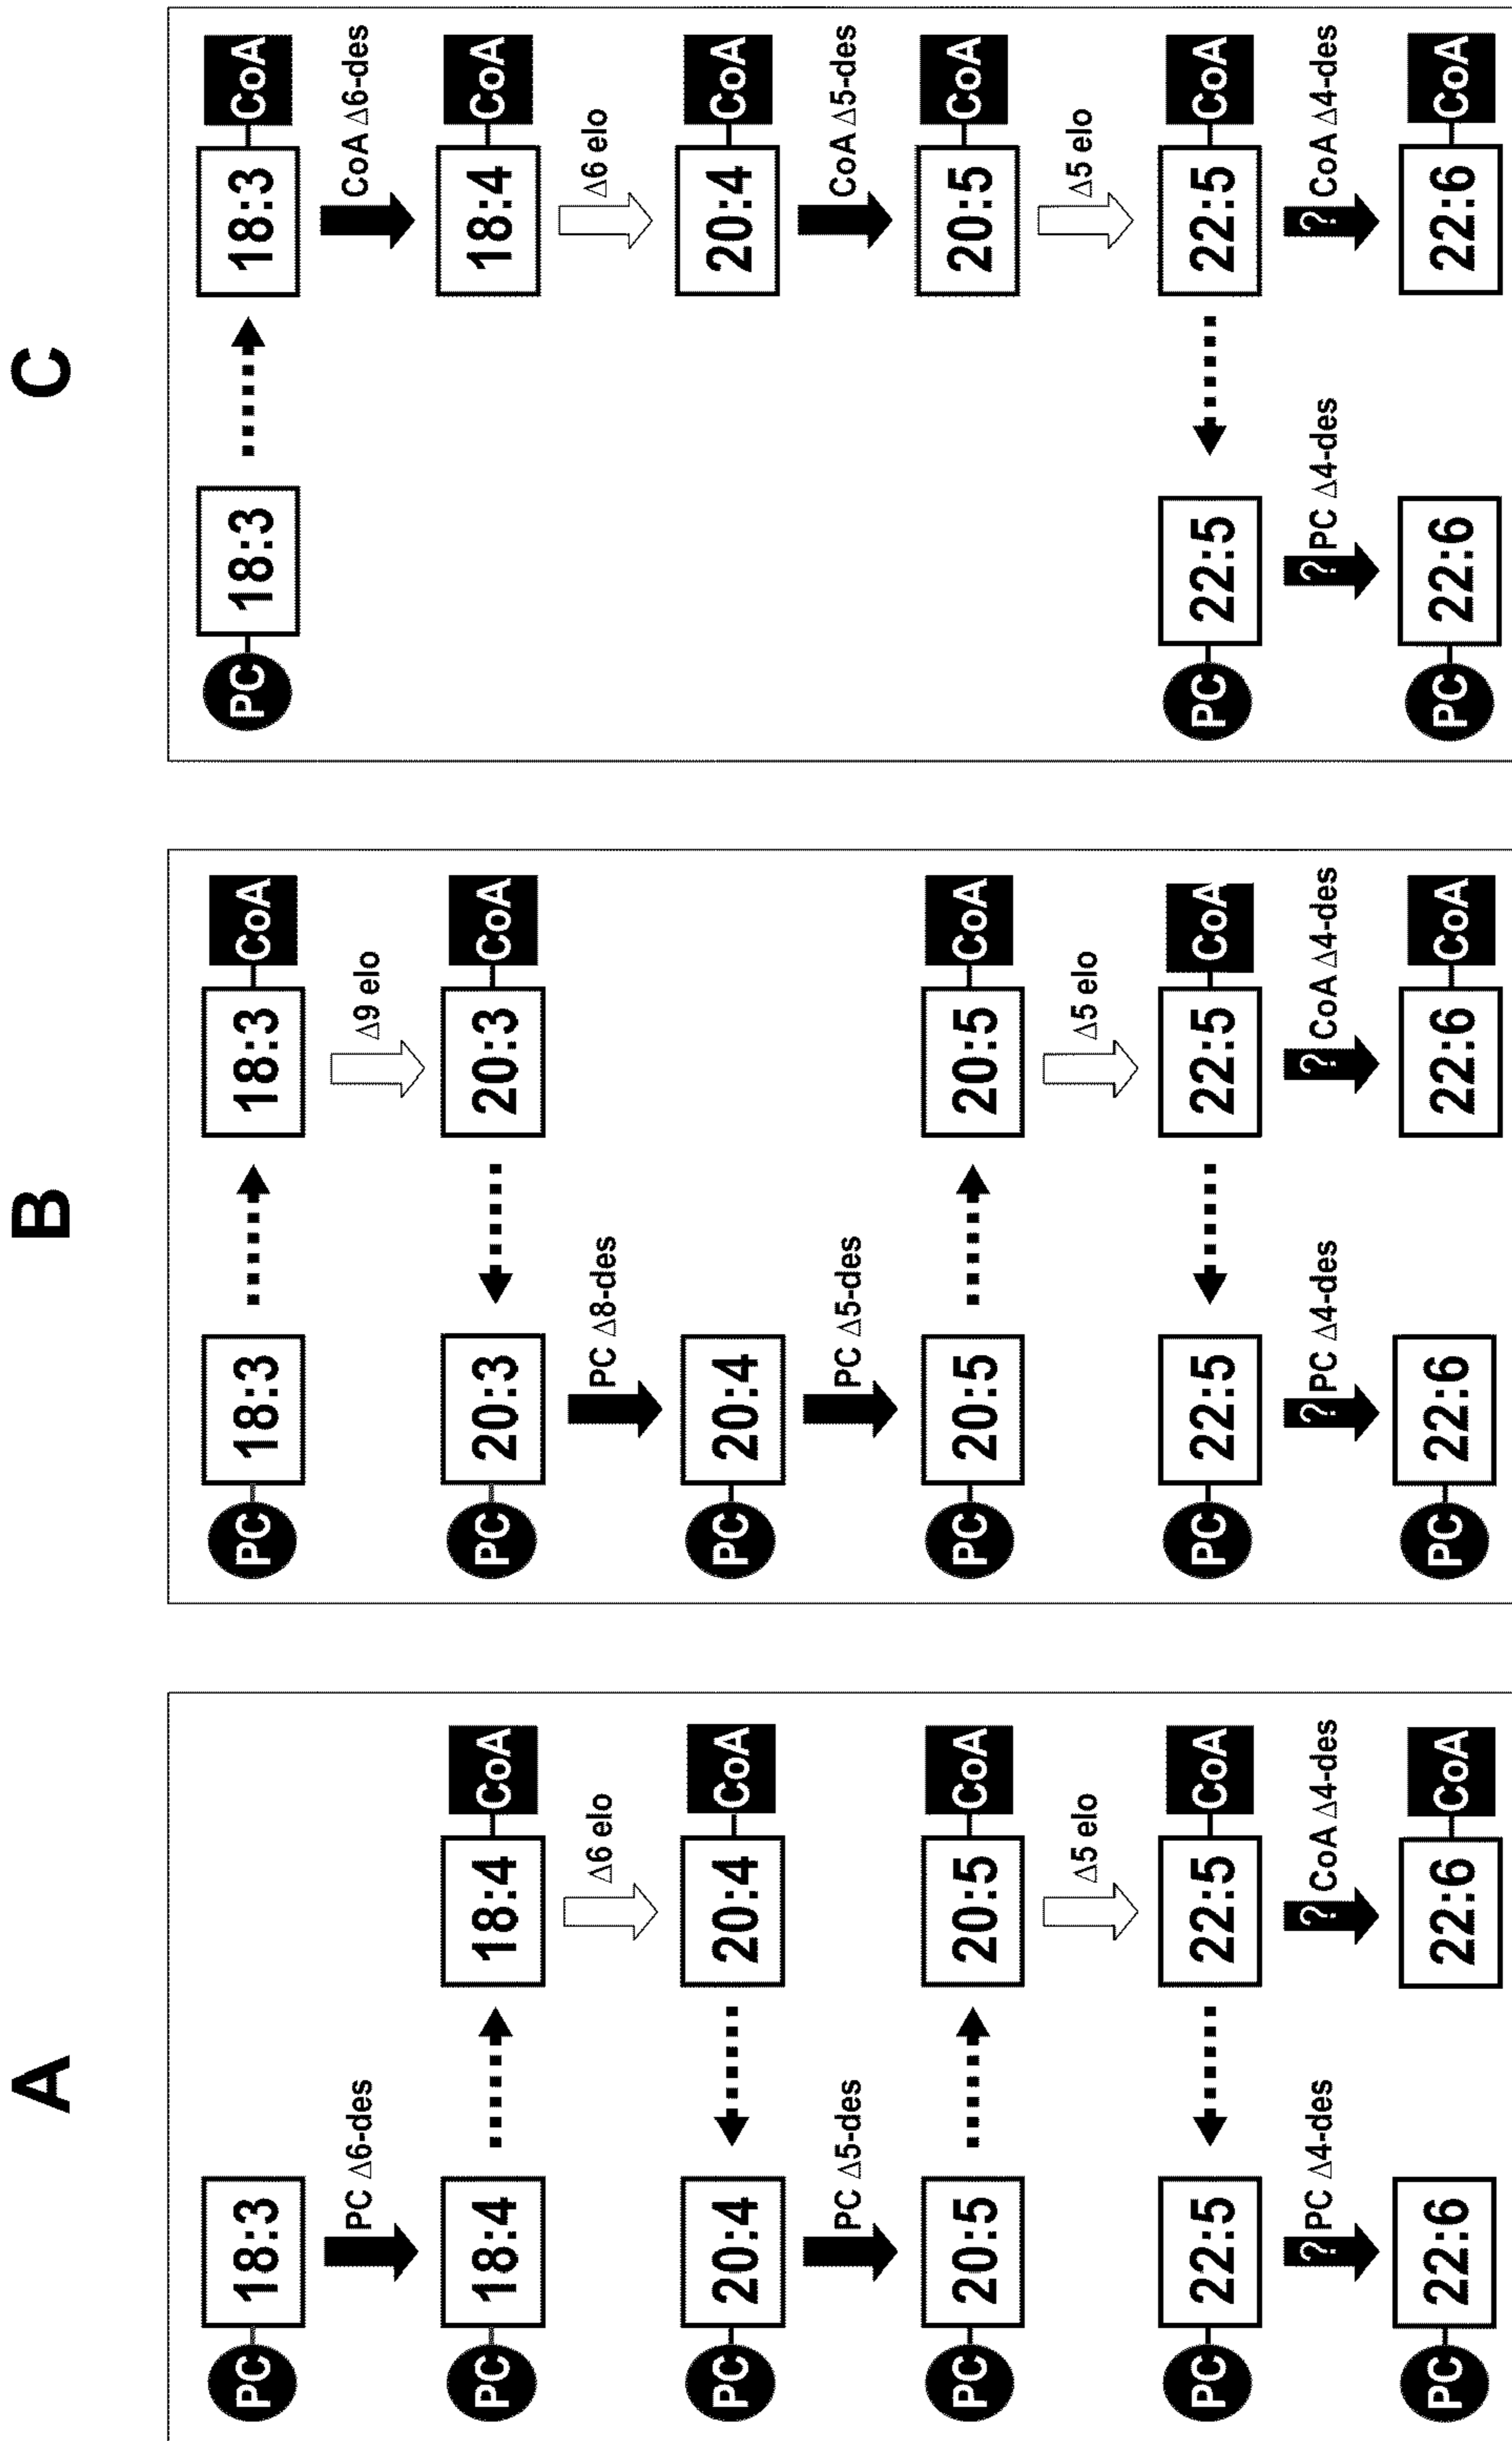 A
PC 18:3
PC Δ6-des
PC 18:4 18:4 CoA
Δ6 elo
PC 20:4 20:4 CoA
PC Δ5-des
PC 20:5 20:5 CoA
Δ5 elo
PC 22:5 22:5 CoA
? PC Δ4-des ? CoA Δ4-des
PC 22:6 22:6 CoA
B
PC 18:3 18:3 CoA
Δ9 elo
PC 20:3 20:3 CoA
PC Δ8-des
PC 20:4
PC Δ5-des
PC 20:5 20:5 CoA
Δ5 elo
PC 22:5 22:5 CoA
? PC Δ4-des ? CoA Δ4-des
PC 22:6 22:6 CoA
C
PC 18:3 18:3 CoA
CoA Δ6-des
18:4 CoA
Δ6 elo
20:4 CoA
CoA Δ5-des
20:5 CoA
Δ5 elo
PC 22:5 22:5 CoA
? PC Δ4-des ? CoA Δ4-des
PC 22:6 22:6 CoA